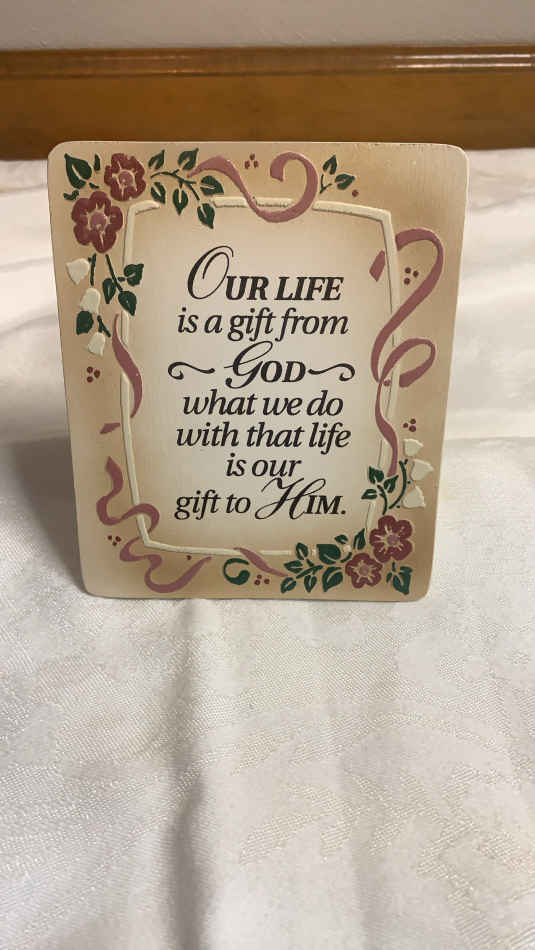 OUR LIFE
is a gift from
GOD
what we do
with that life
is our
gift to HIM.